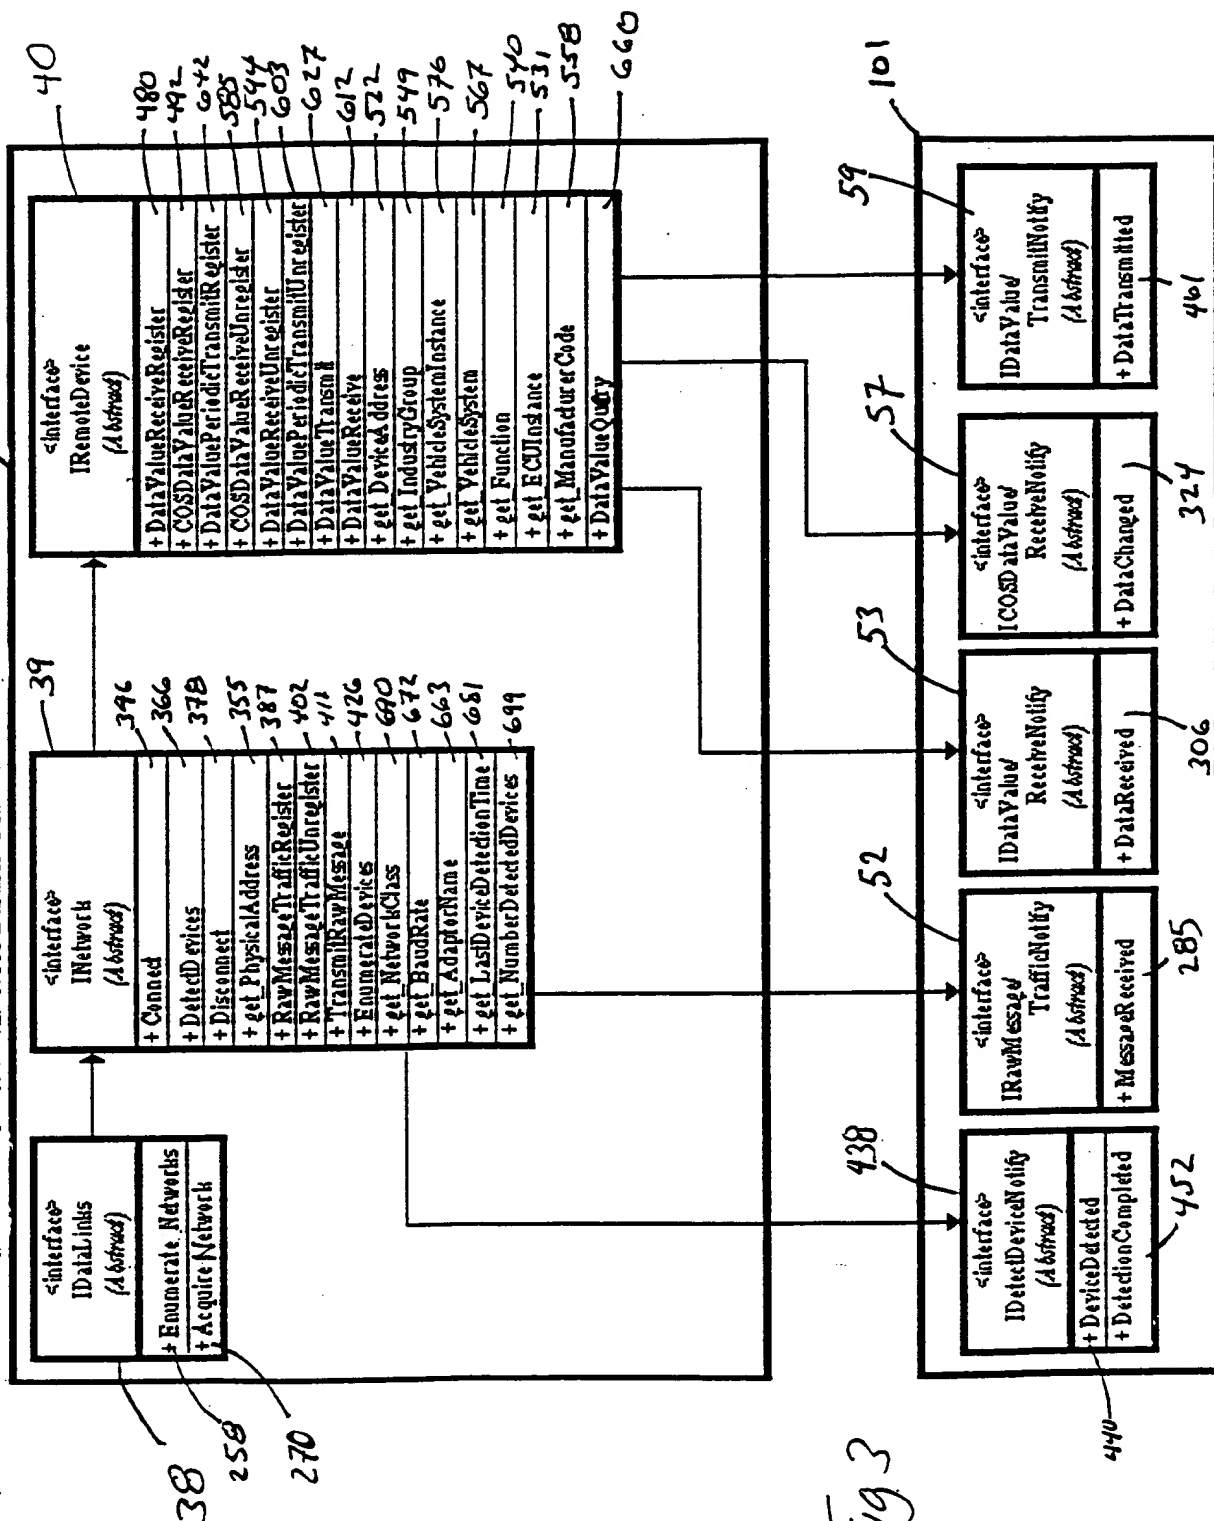 <interface>
IDataLinks
(Abstract)
+ Enumerate Networks
+ Acquire Network
38
258
270
<interface>
INetwork
(Abstract)
39
+ Connect 396
+ DetectDevices 366
+ Disconnect 378
+ get_PhysicalAddress 355
+ RawMessageTrafficRegister 387
+ RawMessageTrafficUnregister 402
+ TransmitRawMessage 411
+ EnumerateDevices 426
+ get_NetworkClass 690
+ get_BaudRate 672
+ get_AdaptorName 663
+ get_LastDeviceDetectionTime 681
+ get_NumberDetectedDevices 699
<interface>
IRemoteDevice
(Abstract)
40
+ DataValueReceiveRegister 480
+ COSDataValueReceiveRegister 492
+ DataValuePeriodicTransmitRegister 642
+ COSDataValueReceiveUnregister 585
+ DataValueReceiveUnregister 594
+ DataValuePeriodicTransmitUnregister 603
+ DataValueTransmit 627
+ DataValueReceive 612
+ get_DeviceAddress 522
+ get_IndustryGroup 549
+ get_VehicleSystemInstance 576
+ get_VehicleSystem 567
+ get_Function 540
+ get_ECUInstance 531
+ get_ManufacturerCode 558
+ DataValueQuery 660
101
<interface>
IDetectDeviceNotify
(Abstract)
+ DeviceDetected
+ DetectionCompleted
438
440
452
<interface>
IRawMessage/
TrafficNotify
(Abstract)
+ MessageReceived
52
285
<interface>
IDataValue/
ReceiveNotify
(Abstract)
+ DataReceived
53
306
<interface>
ICOSDataValue/
ReceiveNotify
(Abstract)
+ DataChanged
57
324
<interface>
IDataValue/
TransmitNotify
(Abstract)
+ DataTransmitted
59
461
Fig 3